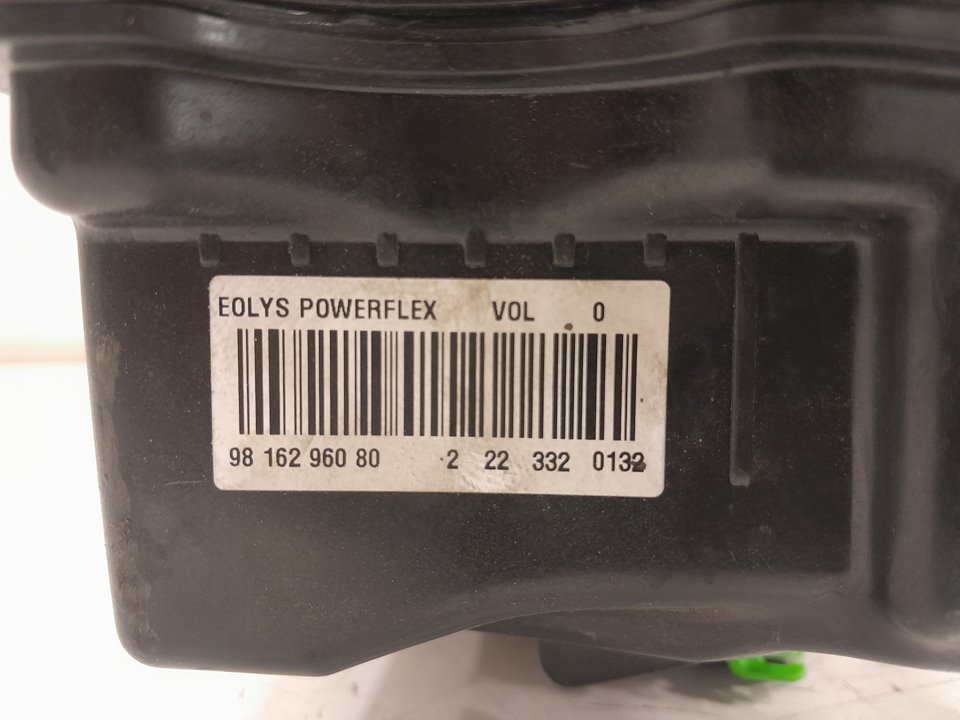 EOLYS POWERFLEX VOL 0
98 162 960 80 2 22 332 0132